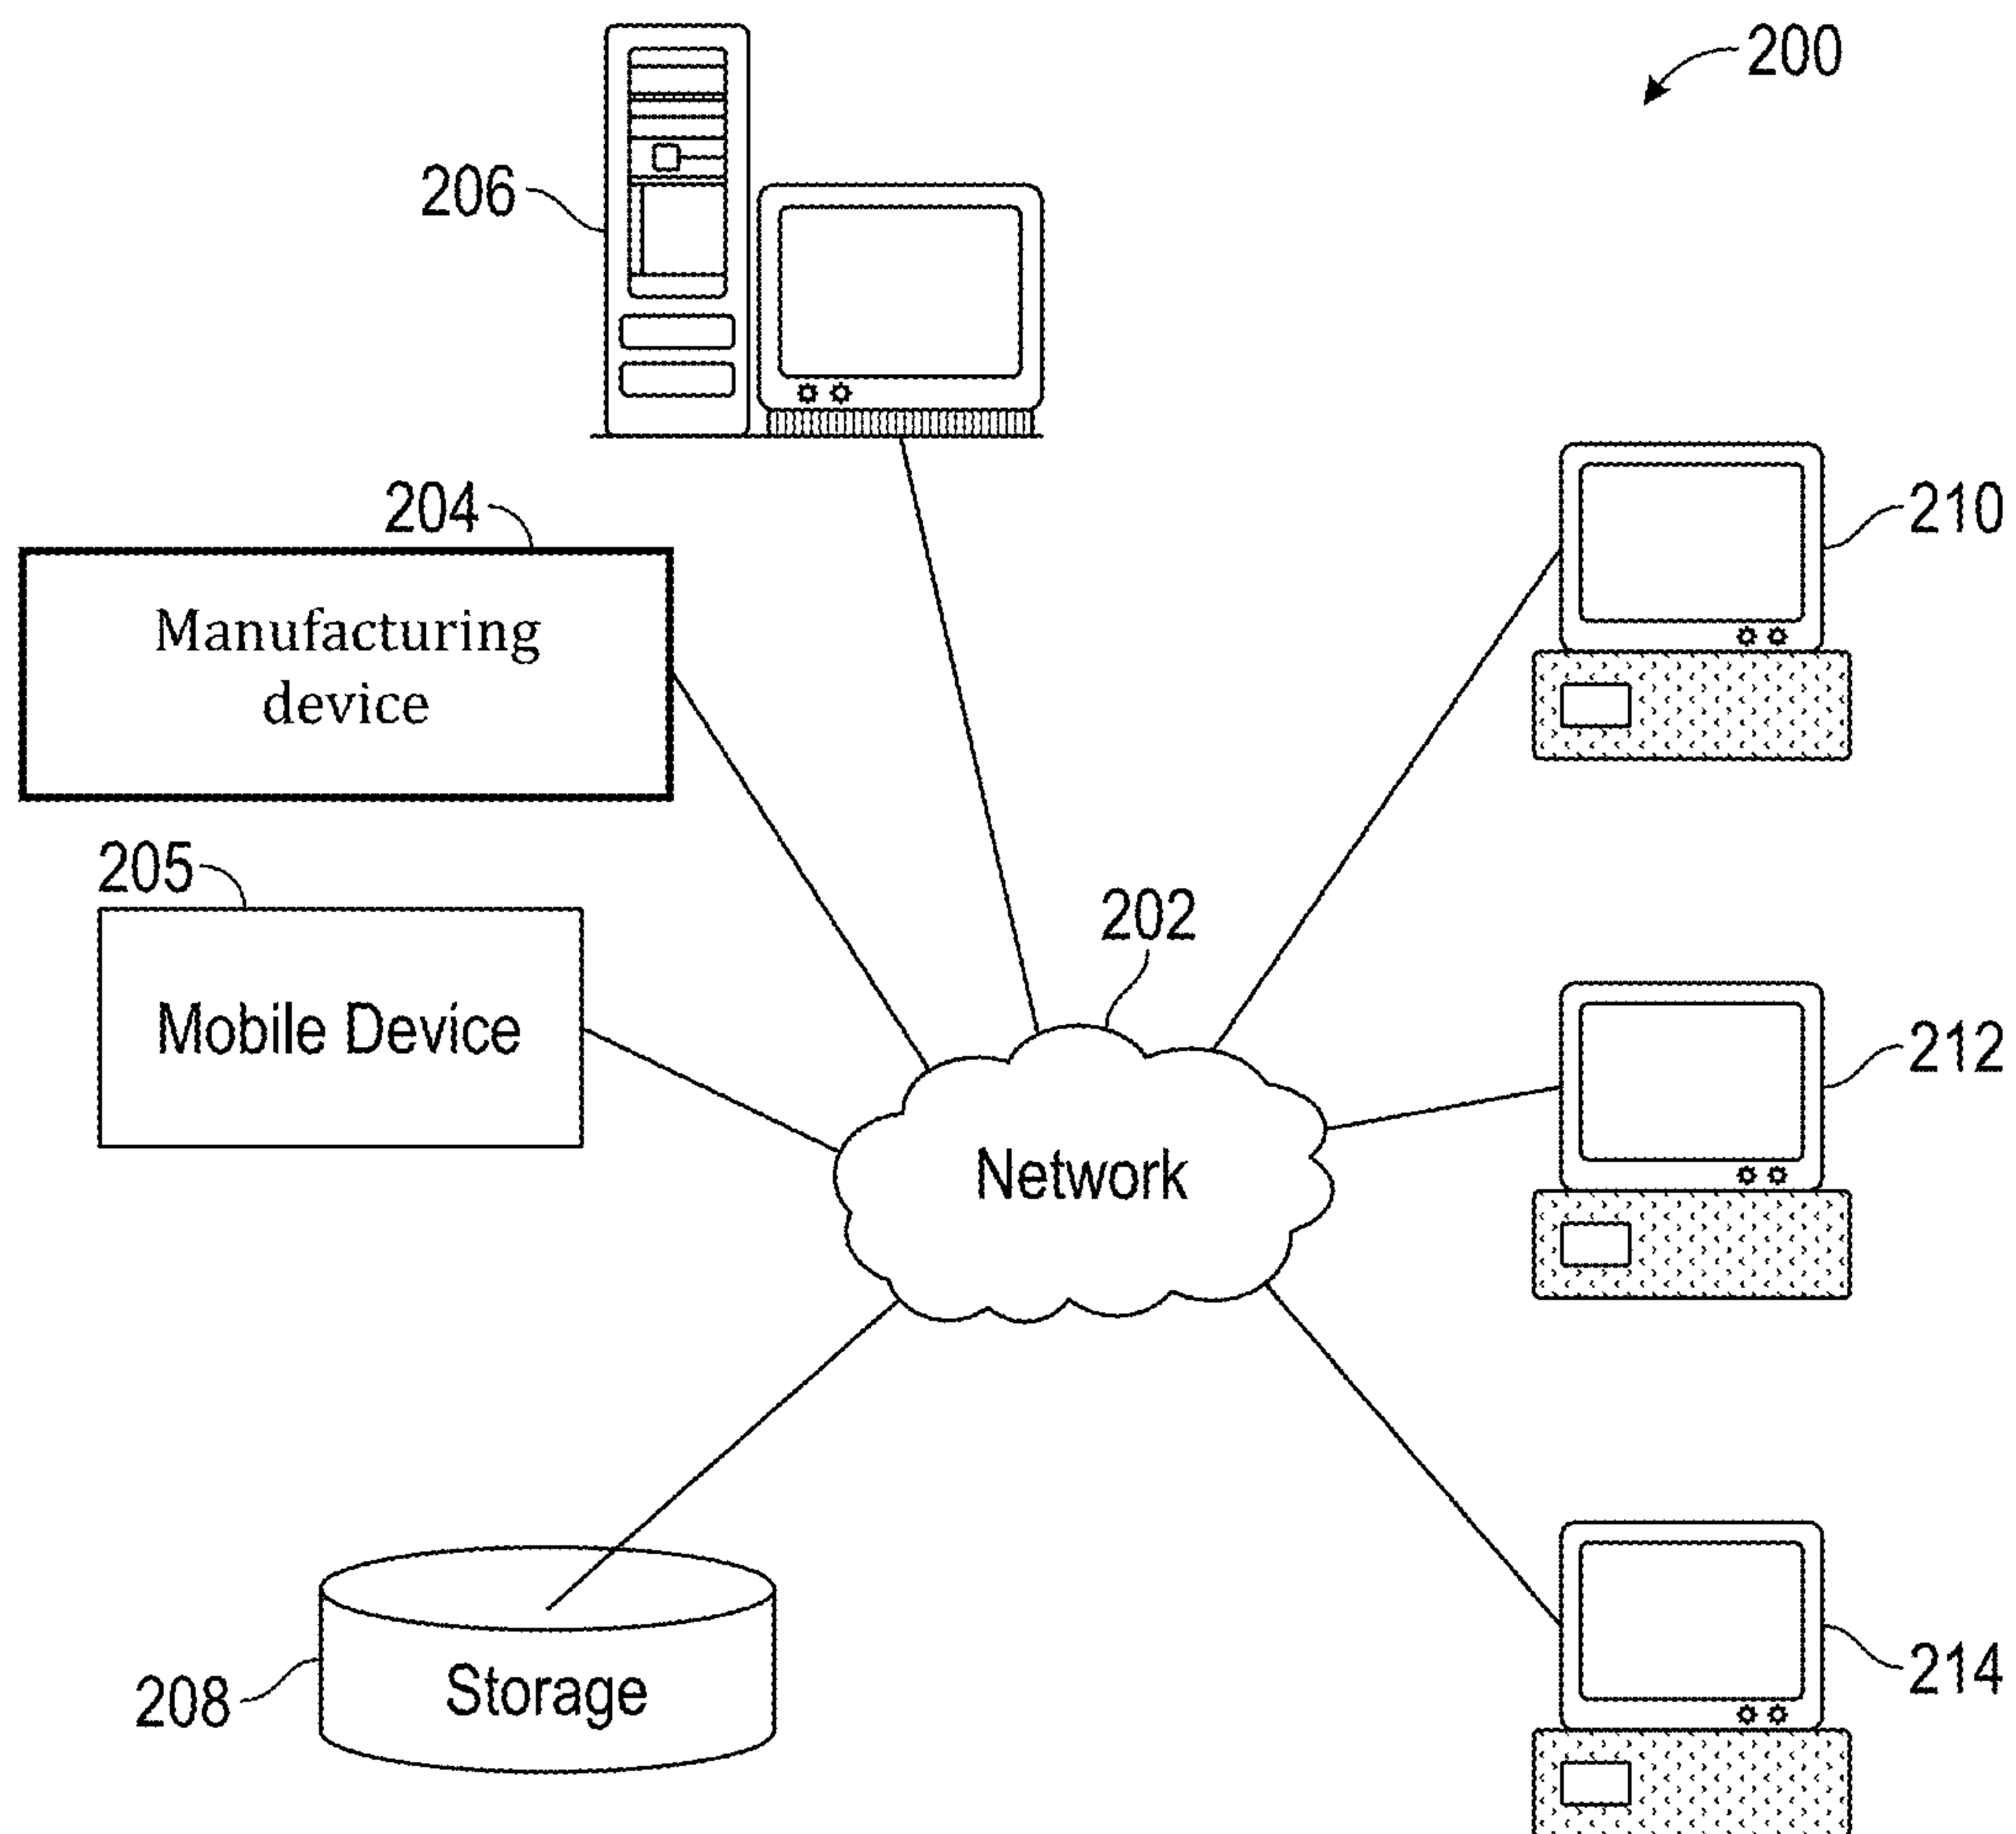 200
206
204
210
Manufacturing
device
205
202
Mobile Device
212
Network
208
Storage
214